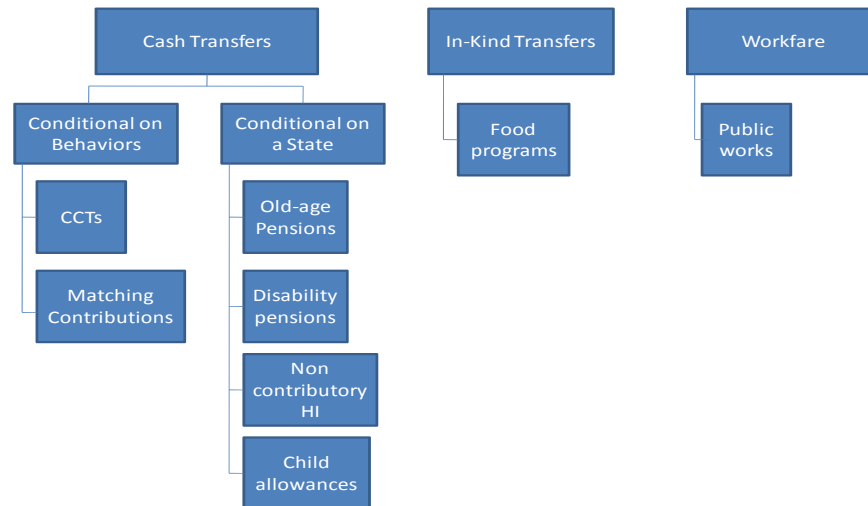 Cash Transfers
In-Kind Transfers
Workfare
Conditional on
Behaviors
Conditional on
a State
Food
programs
Public
works
CCTs
Old-age
Pensions
Matching
Contributions
Disability
pensions
Non
contributory
HI
Child
allowances